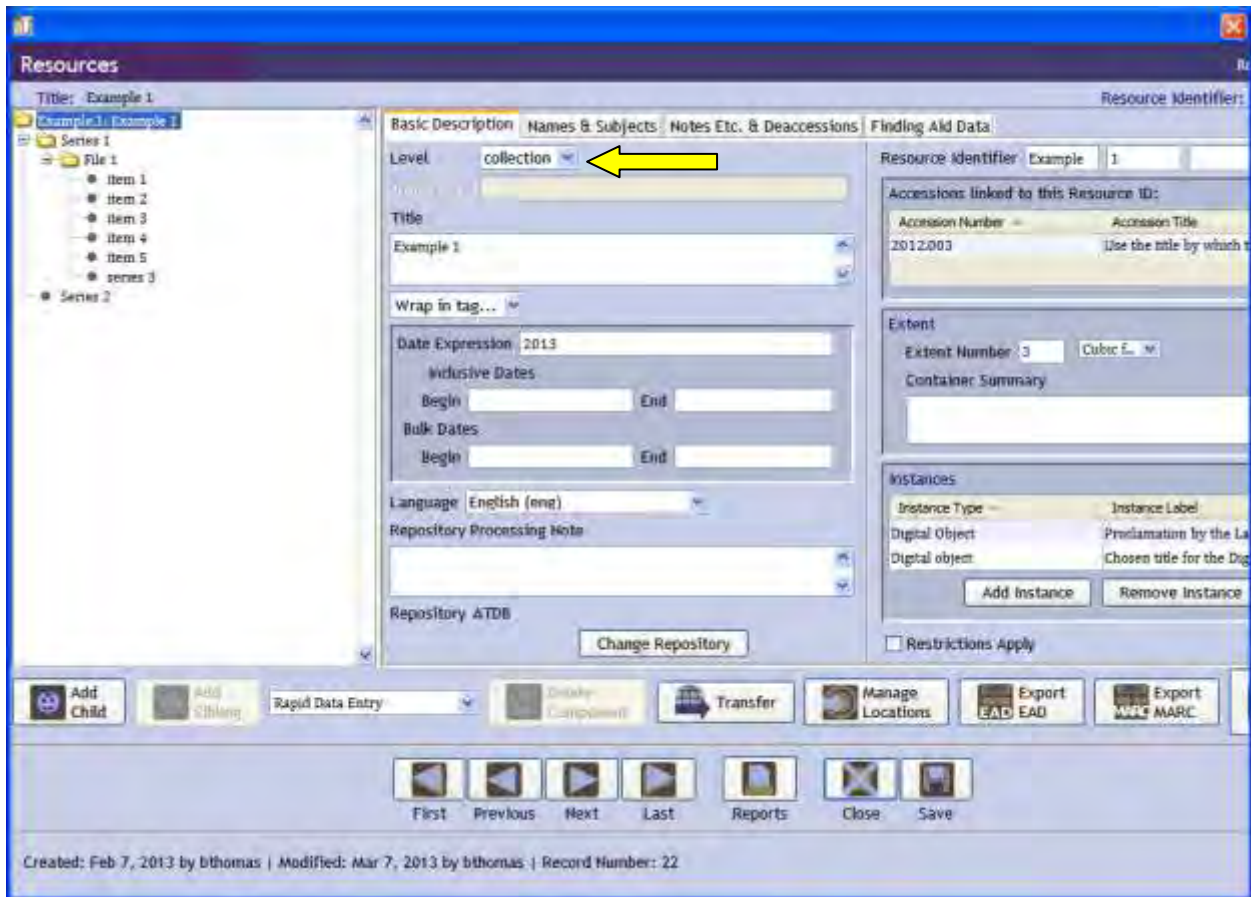 Resources
Title: Example 1
Resource Identifier:
Example 1: Example 1
Series 1
File 1
item 1
item 2
item 3
item 4
item 5
series 3
Series 2
Basic Description
Names & Subjects
Notes Etc. & Deaccessions
Finding Aid Data
Level collection
Title
Example 1
Wrap in tag...
Date Expression 2013
Inclusive Dates
Begin End
Bulk Dates
Begin End
Language English (eng)
Repository Processing Note
Repository ATDB
Change Repository
Resource Identifier Example 1
Accessions linked to this Resource ID:
Accession Number Accession Title
2012.003 Use the title by which t
Extent
Extent Number 3 Cubic f...
Container Summary
Instances
Instance Type Instance Label
Digital Object Proclamation by the La
Digital object Chosen title for the Dig
Add Instance Remove Instance
Restrictions Apply
Add Child
Add Sibling
Rapid Data Entry
Delete Component
Transfer
Manage Locations
EAD Export EAD
MARC Export MARC
First Previous Next Last Reports Close Save
Created: Feb 7, 2013 by bthomas | Modified: Mar 7, 2013 by bthomas | Record Number: 22